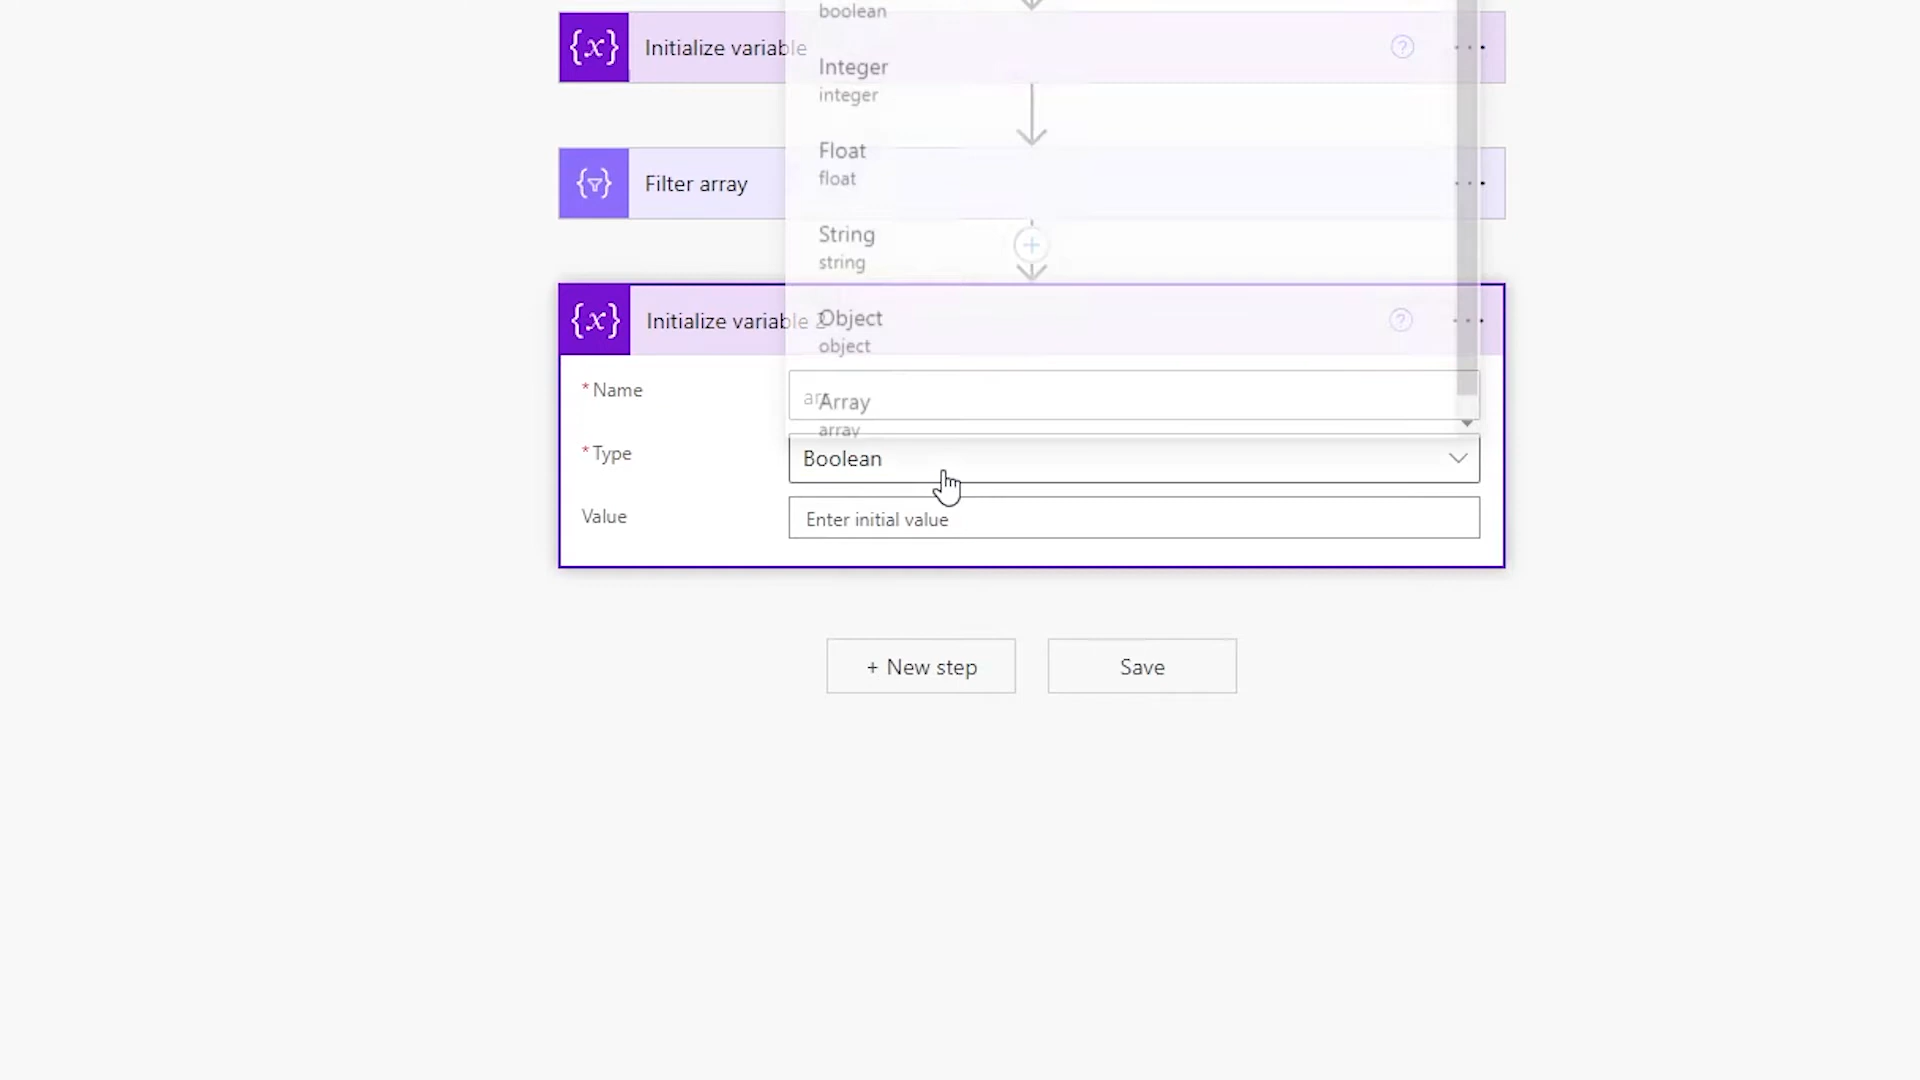 boolean
{x} Initialize variable
Integer
integer
Float
float
Filter array
String
string
{x} Initialize variable 2
Object
object
* Name
Array
array
* Type
Boolean
Value
Enter initial value
+ New step
Save